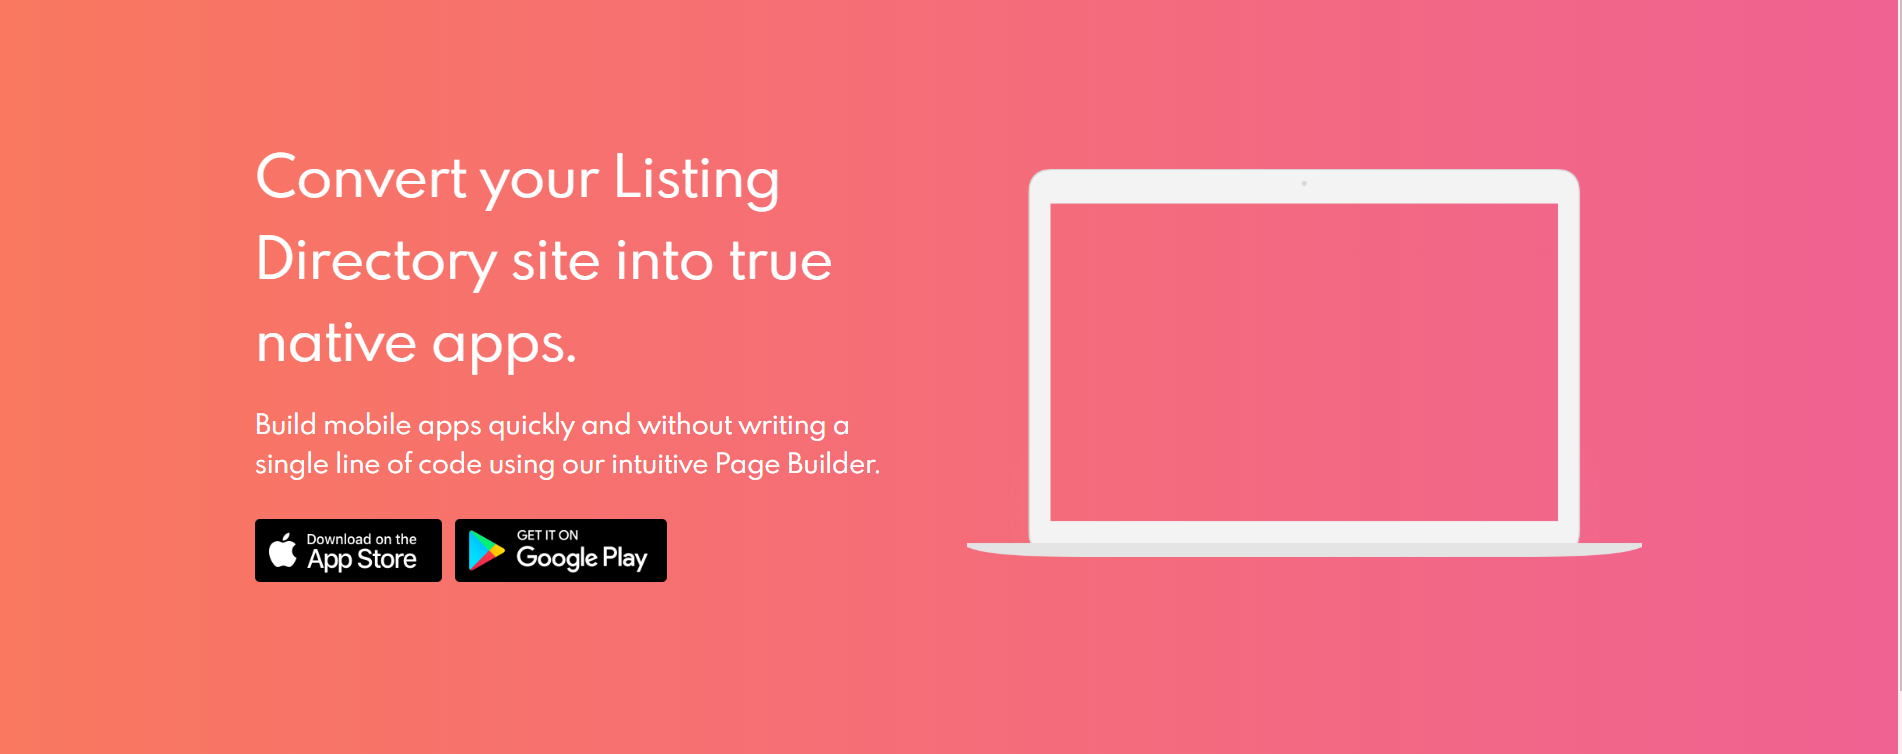 Convert your Listing
Directory site into true
native apps.
Build mobile apps quickly and without writing a
single line of code using our intuitive Page Builder.
Download on the
App Store
GET IT ON
Google Play